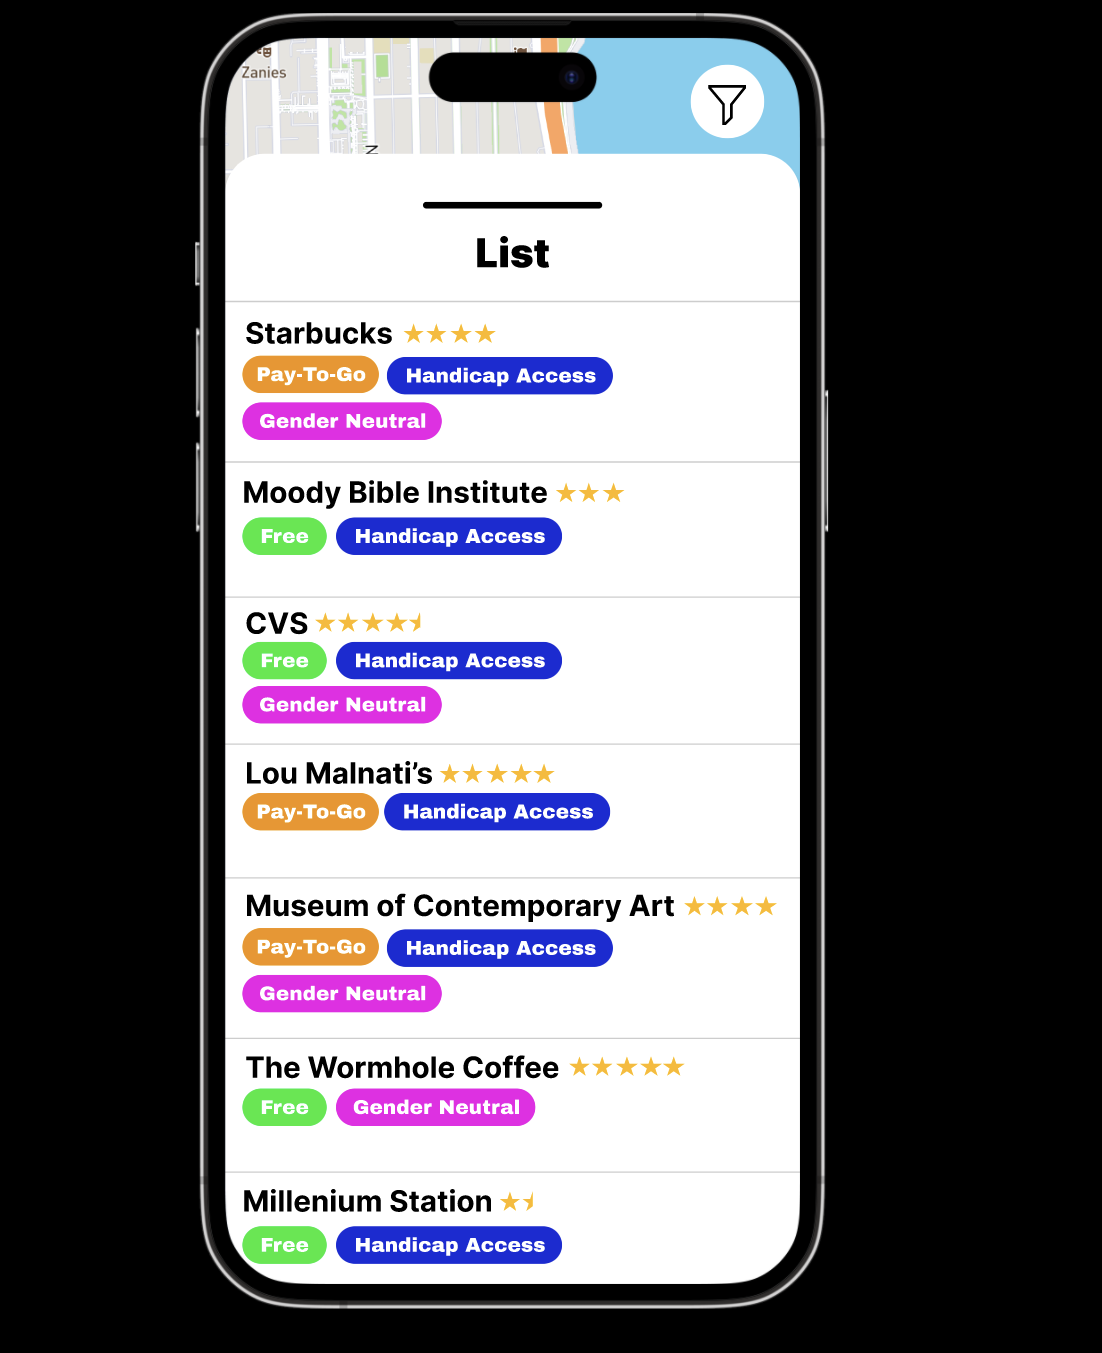 Zanies
N
List
Starbucks ★★★★
Pay-To-Go Handicap Access
Gender Neutral
Moody Bible Institute ★★★
Free Handicap Access
CVS ★★★★⯨
Free Handicap Access
Gender Neutral
Lou Malnati’s ★★★★★
Pay-To-Go Handicap Access
Museum of Contemporary Art ★★★★
Pay-To-Go Handicap Access
Gender Neutral
The Wormhole Coffee ★★★★★
Free Gender Neutral
Millenium Station ★⯨
Free Handicap Access